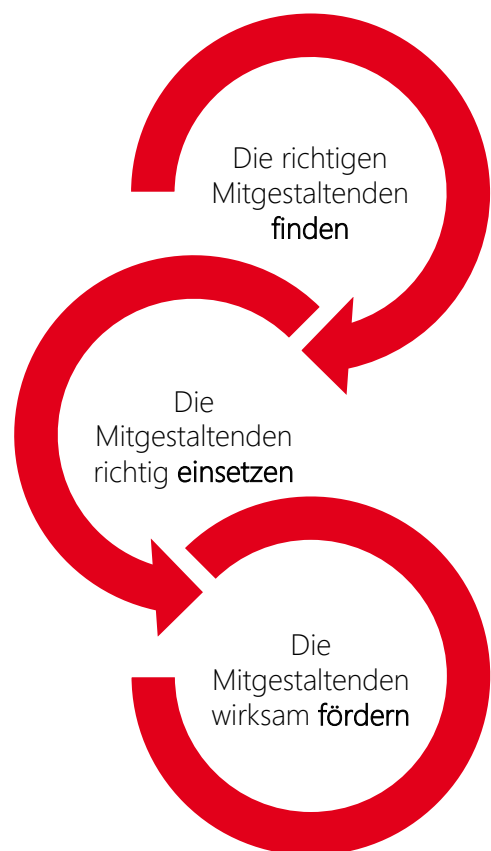 Die richtigen
Mitgestaltenden
finden
Die
Mitgestaltenden
richtig einsetzen
Die
Mitgestaltenden
wirksam fördern